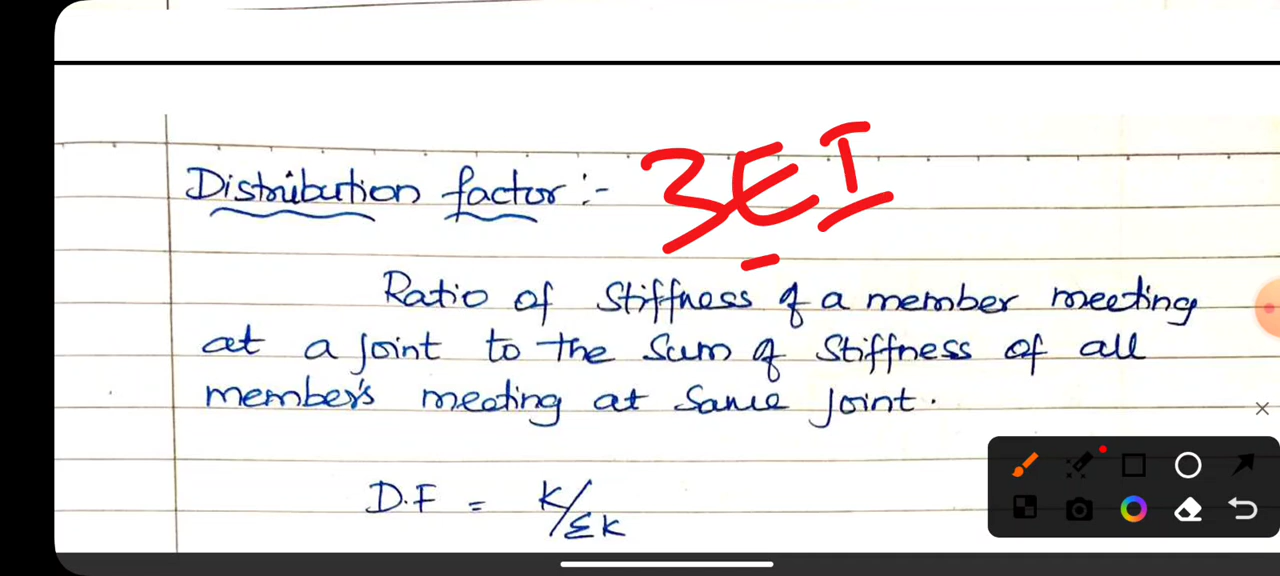 Distribution factor :- 3EI
Ratio of Stiffness of a member meeting
at a joint to the Sum of Stiffness of all
member's meeting at Same joint.
D.F = K/ΣK